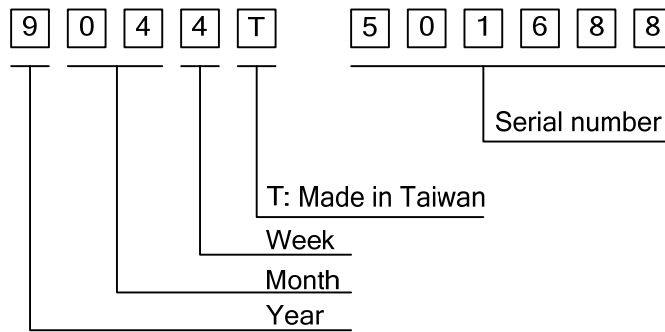 9 0 4 4 T 5 0 1 6 8 8
Serial number
T: Made in Taiwan
Week
Month
Year